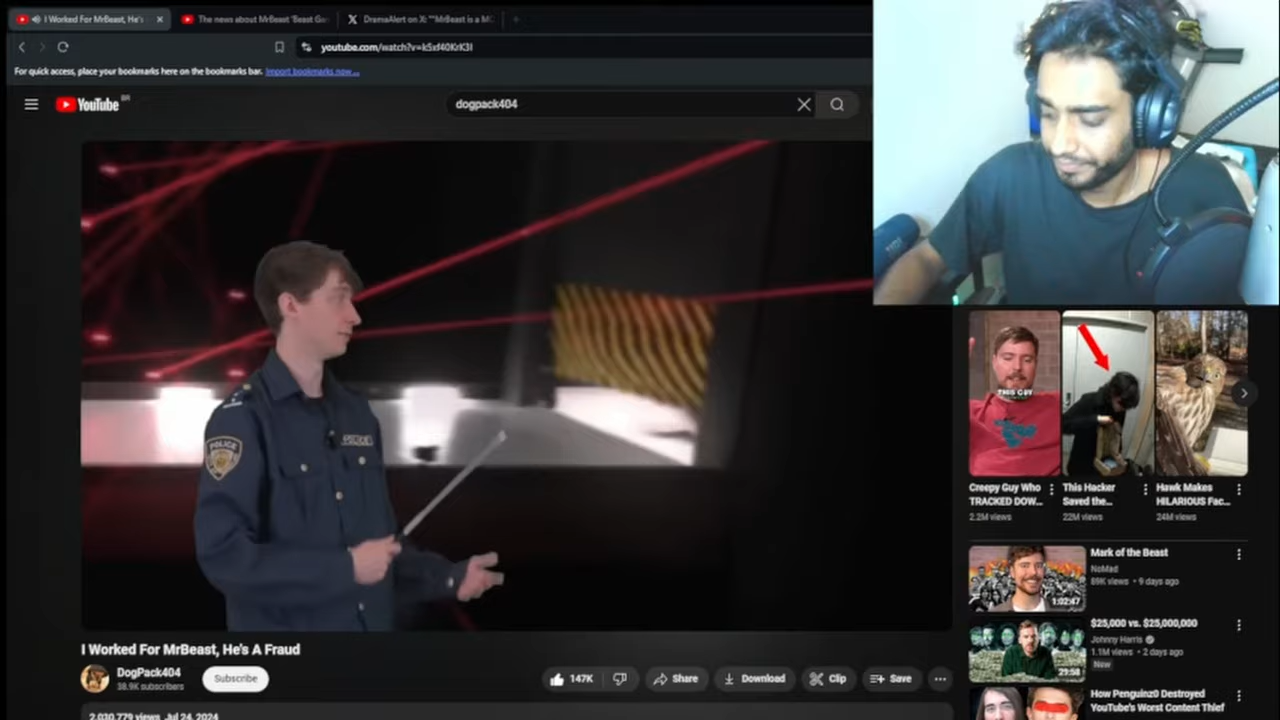 I Worked For MrBeast, He's
The news about MrBeast 'Beast Ga
DramaAlert on X: ""MrBeast is a MO
youtube.com/watch?v=k5xf40KrK3I
For quick access, place your bookmarks here on the bookmarks bar. Import bookmarks now...
YouTube BR
dogpack404
POLICE
POLICE
THIS GUY
Creepy Guy Who
TRACKED DOW...
2.2M views
This Hacker
Saved the...
22M views
Hawk Makes
HILARIOUS Fac...
24M views
Mark of the Beast
NoMad
89K views • 9 days ago
1:02:47
$25,000 vs. $25,000,000
Johnny Harris
1.1M views • 2 days ago
New
29:58
How Penguinz0 Destroyed
YouTube's Worst Content Thief
I Worked For MrBeast, He's A Fraud
DogPack404
38.9K subscribers
Subscribe
147K
Share
Download
Clip
Save
2,030,779 views Jul 24, 2024